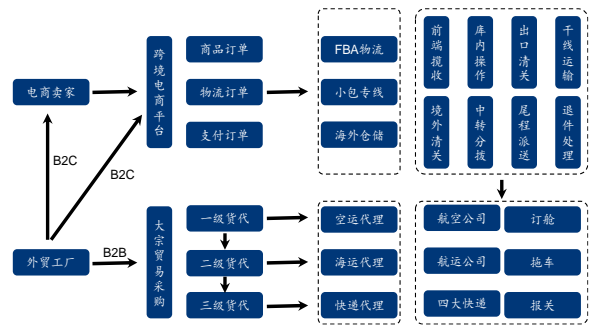 电商卖家
外贸工厂
B2C
B2C
B2B
跨境电商平台
商品订单
物流订单
支付订单
FBA物流
小包专线
海外仓储
前端揽收
库内操作
出口清关
干线运输
境外清关
中转分拨
尾程派送
退件处理
大宗贸易采购
一级货代
二级货代
三级货代
空运代理
海运代理
快递代理
航空公司
订舱
航运公司
拖车
四大快递
报关